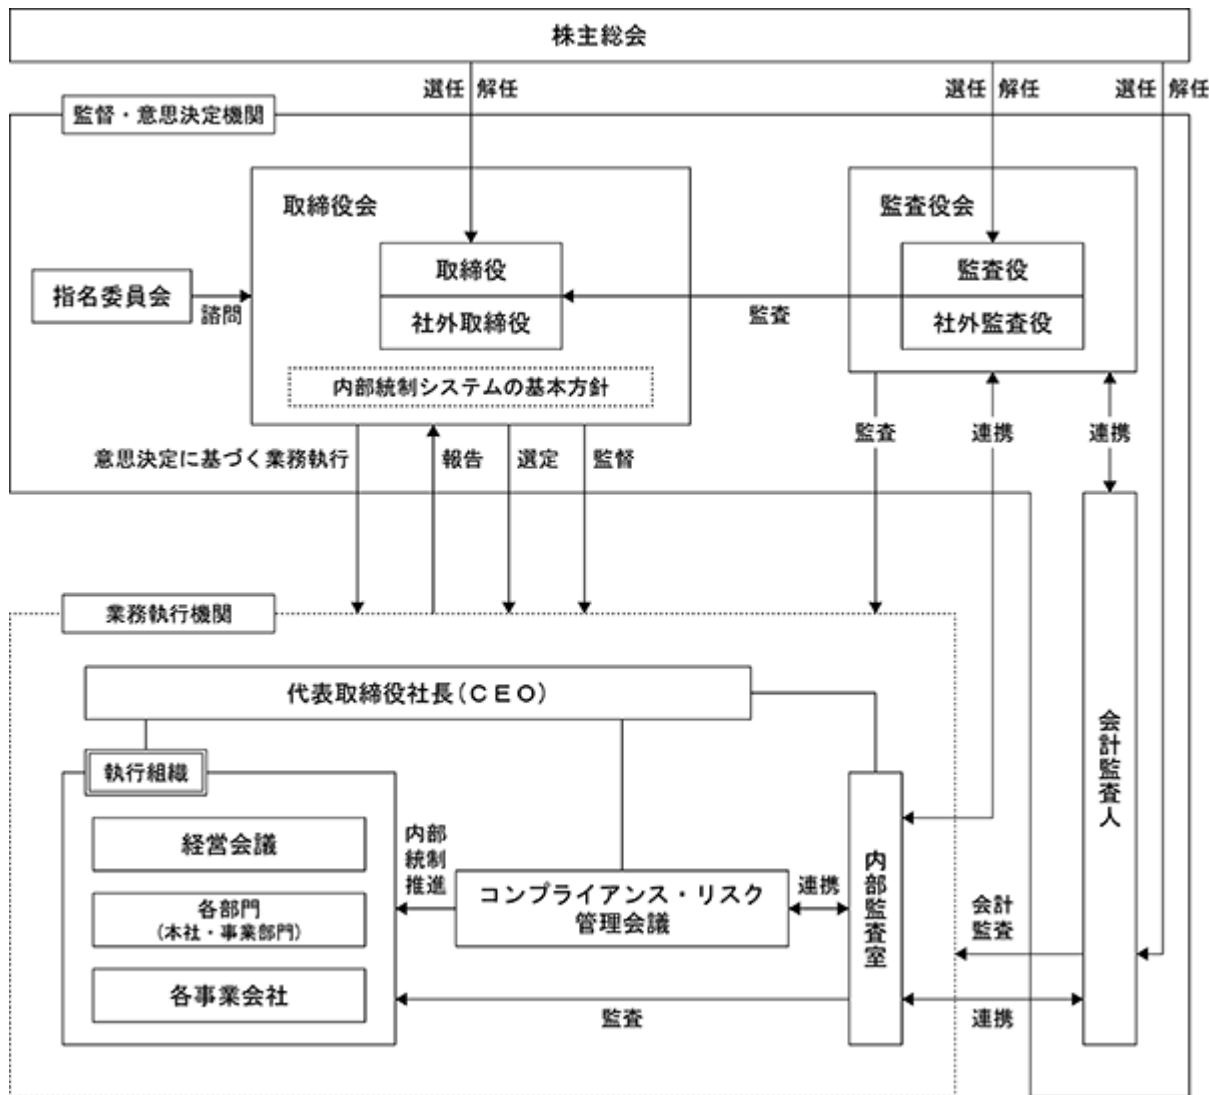 株主総会
選任 解任
選任 解任
選任 解任
監督・意思決定機関
取締役会
監査役会
取締役
社外取締役
監査役
社外監査役
指名委員会
諮問
監査
内部統制システムの基本方針
監査
連携
連携
意思決定に基づく業務執行
報告
選定
監督
業務執行機関
代表取締役社長(CEO)
執行組織
経営会議
各部門
(本社・事業部門)
各事業会社
内部
統制
推進
コンプライアンス・リスク
管理会議
連携
内部監査室
会計監査人
会計
監査
監査
連携